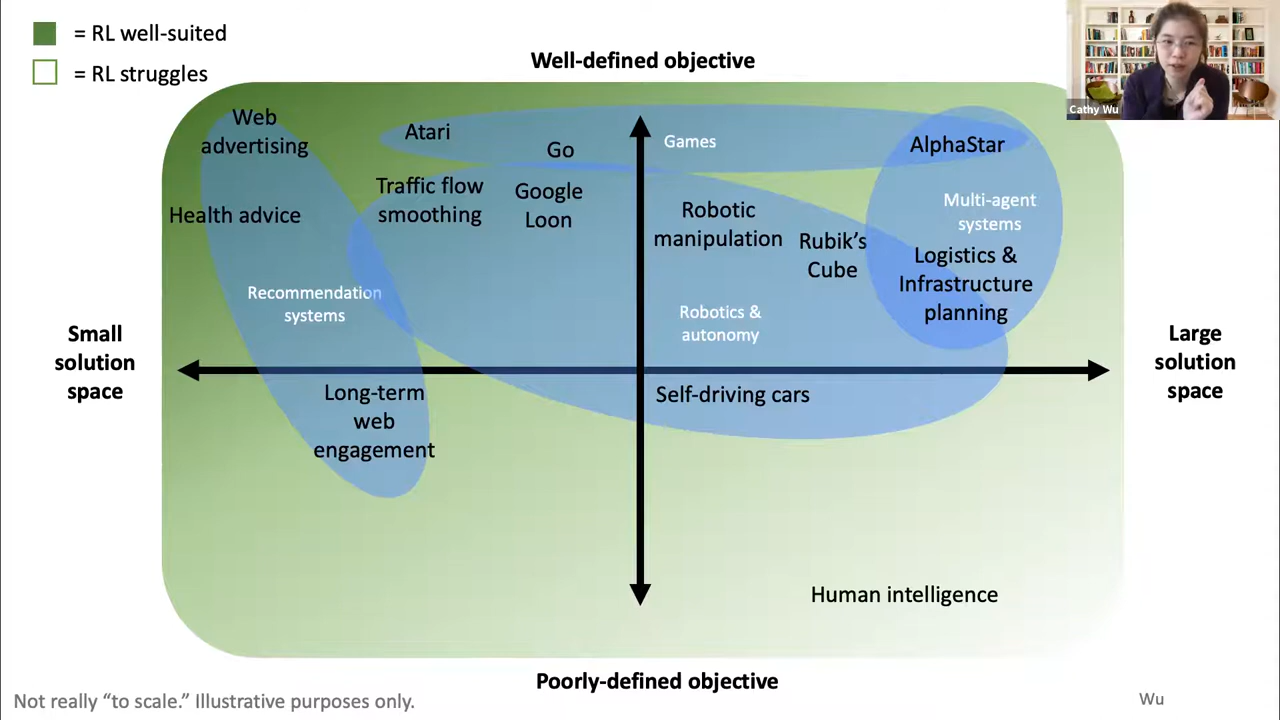 = RL well-suited
= RL struggles
Well-defined objective
Cathy Wu
Web
advertising
Atari
Go
Games
AlphaStar
Health advice
Traffic flow
smoothing
Google
Loon
Robotic
manipulation
Rubik’s
Cube
Multi-agent
systems
Logistics &
Infrastructure
planning
Recommendation
systems
Robotics &
autonomy
Small
solution
space
Large
solution
space
Long-term
web
engagement
Self-driving cars
Human intelligence
Poorly-defined objective
Not really “to scale.” Illustrative purposes only.
Wu